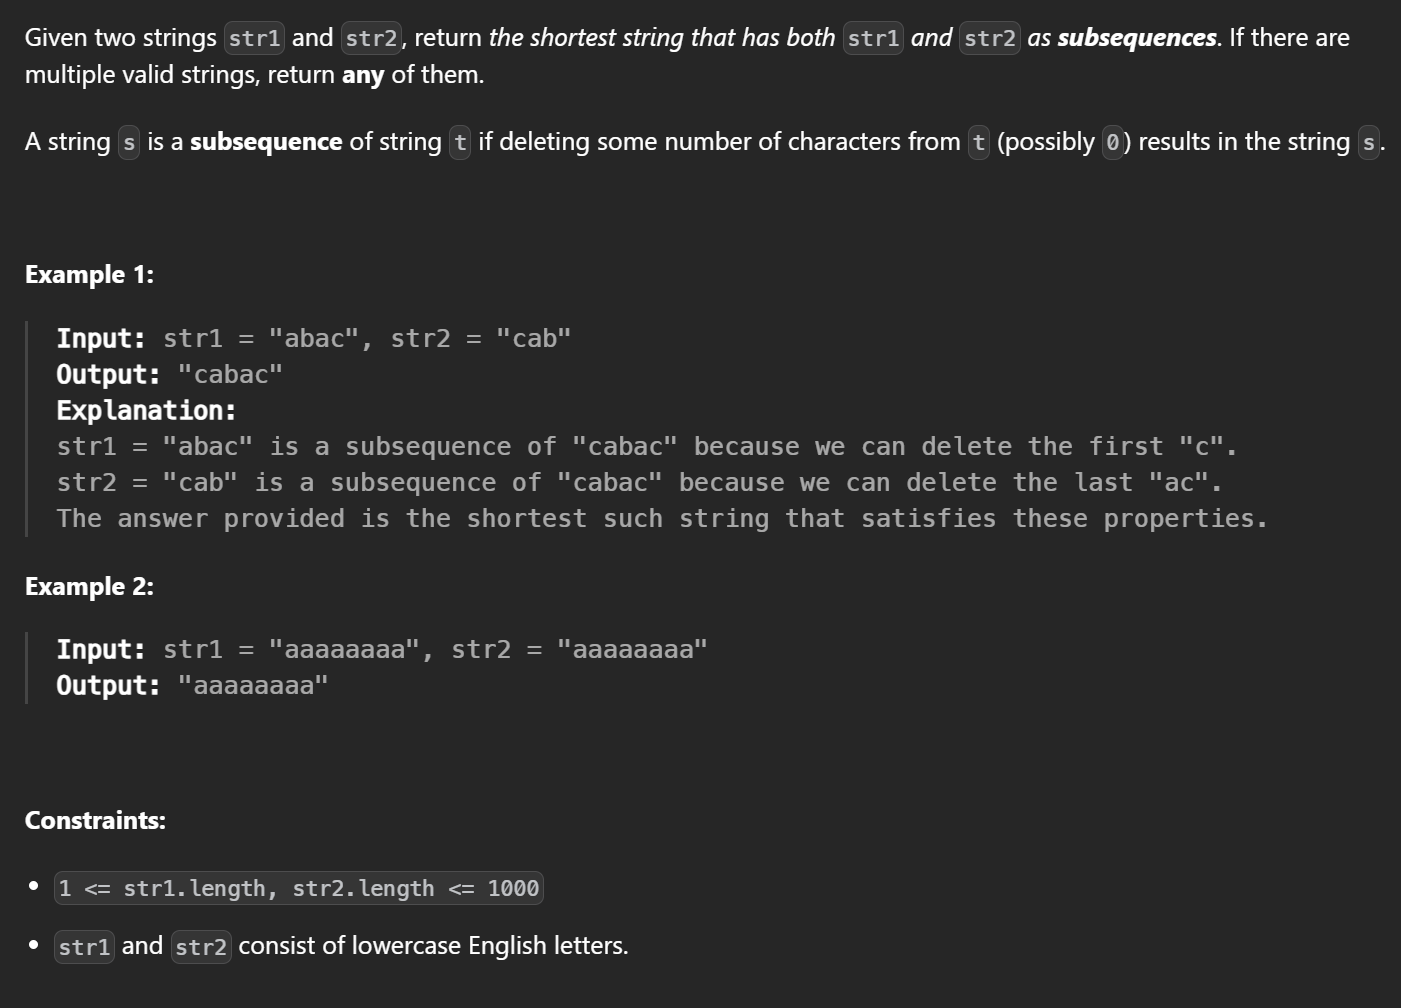 Given two strings str1 and str2, return the shortest string that has both str1 and str2 as subsequences. If there are
multiple valid strings, return any of them.
A string s is a subsequence of string t if deleting some number of characters from t (possibly 0) results in the string s.
Example 1:
Input: str1 = "abac", str2 = "cab"
Output: "cabac"
Explanation:
str1 = "abac" is a subsequence of "cabac" because we can delete the first "c".
str2 = "cab" is a subsequence of "cabac" because we can delete the last "ac".
The answer provided is the shortest such string that satisfies these properties.
Example 2:
Input: str1 = "aaaaaaaa", str2 = "aaaaaaaa"
Output: "aaaaaaaa"
Constraints:
• 1 <= str1.length, str2.length <= 1000
• str1 and str2 consist of lowercase English letters.